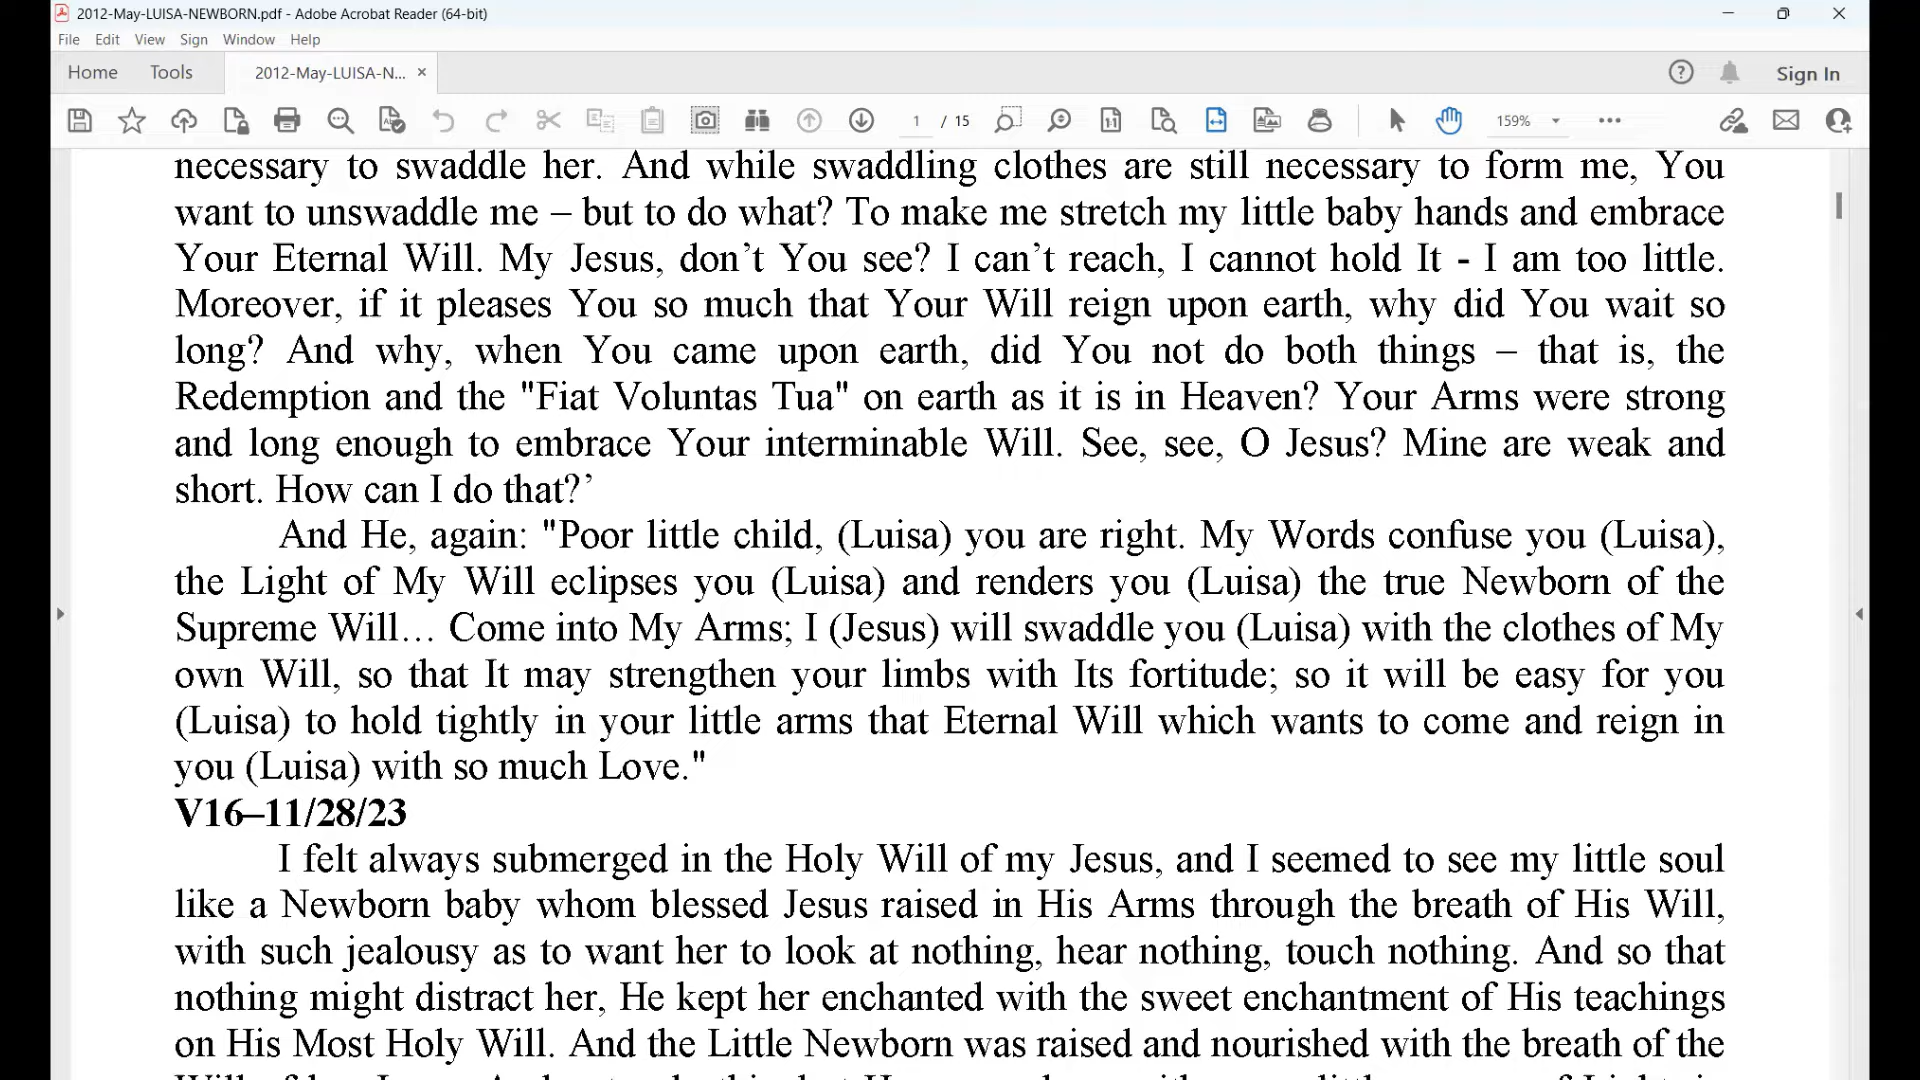 2012-May-LUISA-NEWBORN.pdf - Adobe Acrobat Reader (64-bit)
File Edit View Sign Window Help
Home Tools 2012-May-LUISA-N... × Sign In
1 / 15 159%
necessary to swaddle her. And while swaddling clothes are still necessary to form me, You
want to unswaddle me – but to do what? To make me stretch my little baby hands and embrace
Your Eternal Will. My Jesus, don’t You see? I can’t reach, I cannot hold It - I am too little.
Moreover, if it pleases You so much that Your Will reign upon earth, why did You wait so
long? And why, when You came upon earth, did You not do both things – that is, the
Redemption and the "Fiat Voluntas Tua" on earth as it is in Heaven? Your Arms were strong
and long enough to embrace Your interminable Will. See, see, O Jesus? Mine are weak and
short. How can I do that?’
And He, again: "Poor little child, (Luisa) you are right. My Words confuse you (Luisa),
the Light of My Will eclipses you (Luisa) and renders you (Luisa) the true Newborn of the
Supreme Will… Come into My Arms; I (Jesus) will swaddle you (Luisa) with the clothes of My
own Will, so that It may strengthen your limbs with Its fortitude; so it will be easy for you
(Luisa) to hold tightly in your little arms that Eternal Will which wants to come and reign in
you (Luisa) with so much Love."
V16–11/28/23
I felt always submerged in the Holy Will of my Jesus, and I seemed to see my little soul
like a Newborn baby whom blessed Jesus raised in His Arms through the breath of His Will,
with such jealousy as to want her to look at nothing, hear nothing, touch nothing. And so that
nothing might distract her, He kept her enchanted with the sweet enchantment of His teachings
on His Most Holy Will. And the Little Newborn was raised and nourished with the breath of the